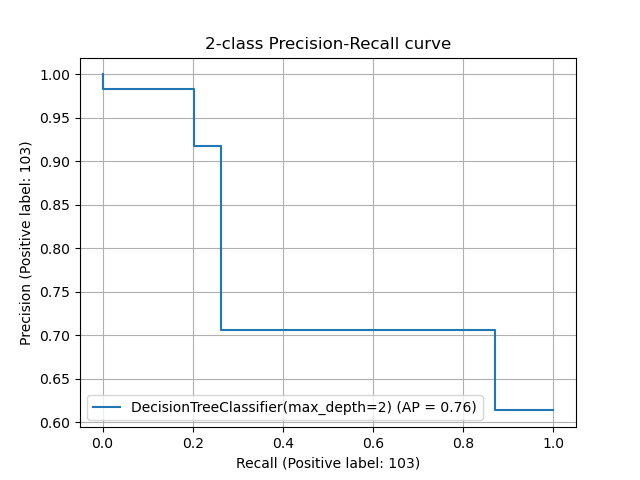 2-class Precision-Recall curve
1.00
0.95
0.90
0.85
0.80
0.75
0.70
0.65
0.60
Precision (Positive label: 103)
DecisionTreeClassifier(max_depth=2) (AP = 0.76)
0.0 0.2 0.4 0.6 0.8 1.0
Recall (Positive label: 103)